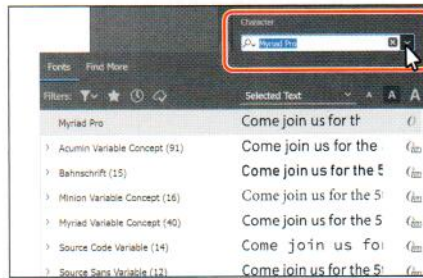 Character
Myriad Pro
Fonts Find More
Filters: Selected Text A A A
Myriad Pro Come join us for th
Acumin Variable Concept (91) Come join us for the
Bahnschrift (15) Come join us for the 5
Minion Variable Concept (16) Come join us for the 5
Myriad Variable Concept (40) Come join us for the 5
Source Code Variable (14) Come join us for
Source Sans Variable (12) Come join us for the 5